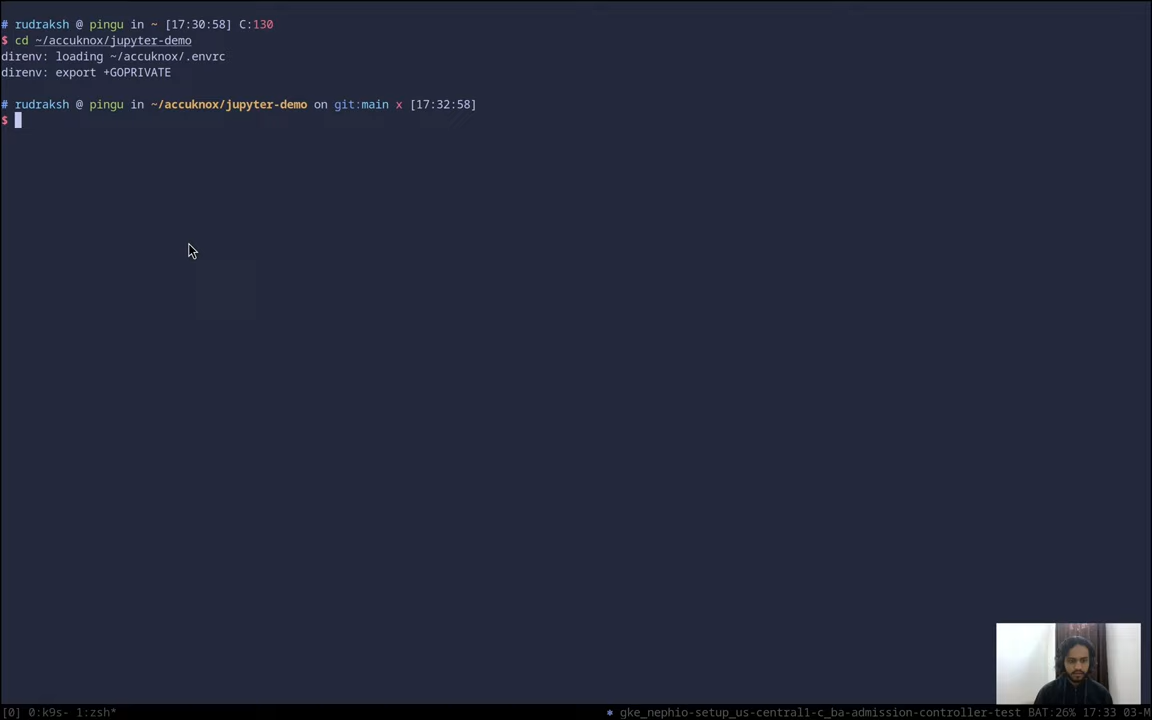 # rudraksh @ pingu in ~ [17:30:58] C:130
$ cd ~/accuknox/jupyter-demo
direnv: loading ~/accuknox/.envrc
direnv: export +GOPRIVATE
# rudraksh @ pingu in ~/accuknox/jupyter-demo on git:main x [17:32:58]
$
[0] 0:k9s- 1:zsh* ✱ gke_nephio-setup_us-central1-c_ba-admission-controller-test BAT:26% 17:33 03-M